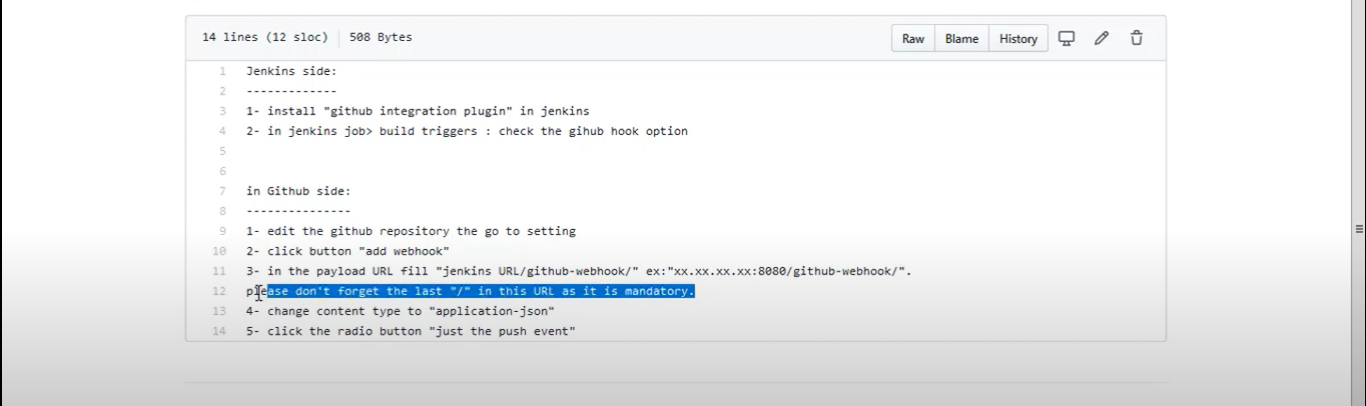 14 lines (12 sloc) 508 Bytes Raw Blame History
1 Jenkins side:
2 -------------
3 1- install "github integration plugin" in jenkins
4 2- in jenkins job> build triggers : check the gihub hook option
5
6
7 in Github side:
8 ---------------
9 1- edit the github repository the go to setting
10 2- click button "add webhook"
11 3- in the payload URL fill "jenkins URL/github-webhook/" ex:"xx.xx.xx.xx:8080/github-webhook/".
12 please don't forget the last "/" in this URL as it is mandatory.
13 4- change content type to "application-json"
14 5- click the radio button "just the push event"